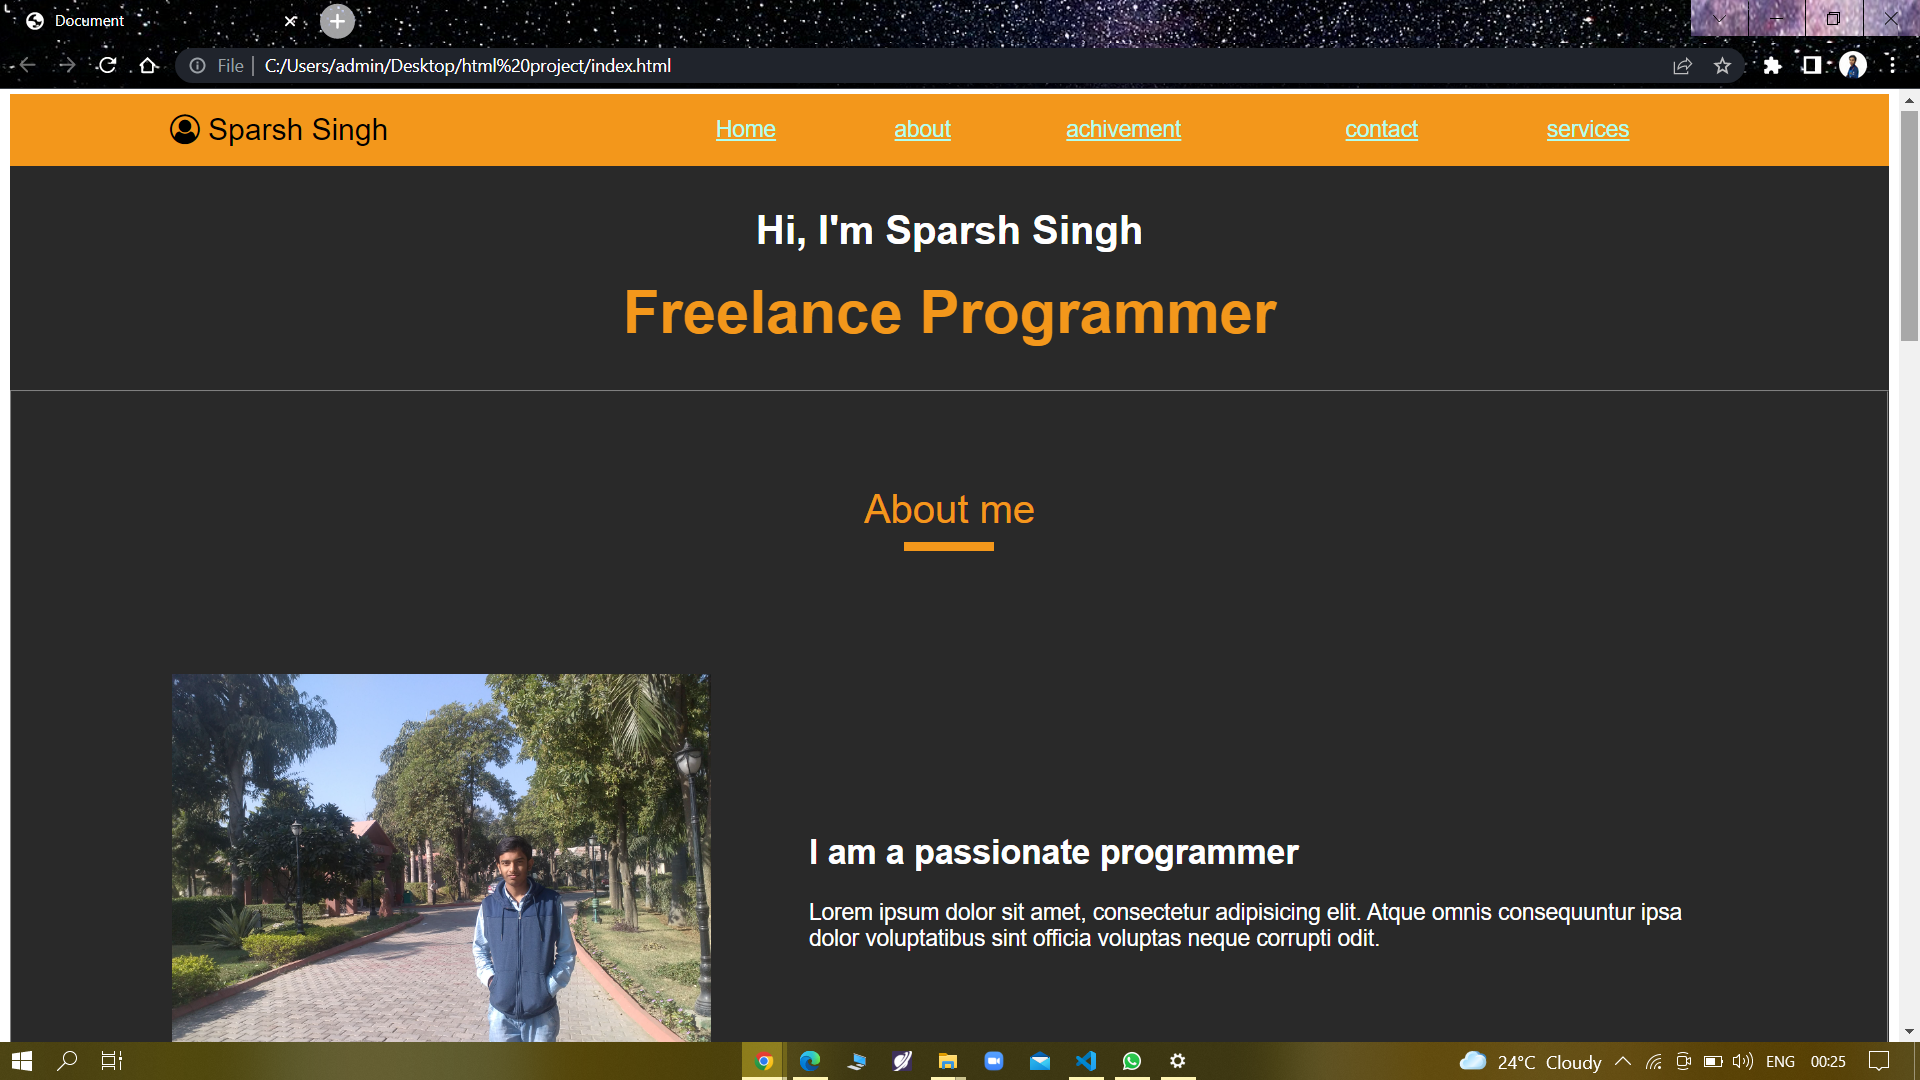 Document
File C:/Users/admin/Desktop/html%20project/index.html
Sparsh Singh Home about achivement contact services
Hi, I'm Sparsh Singh
Freelance Programmer
About me
I am a passionate programmer
Lorem ipsum dolor sit amet, consectetur adipisicing elit. Atque omnis consequuntur ipsa
dolor voluptatibus sint officia voluptas neque corrupti odit.
24°C Cloudy ENG 00:25